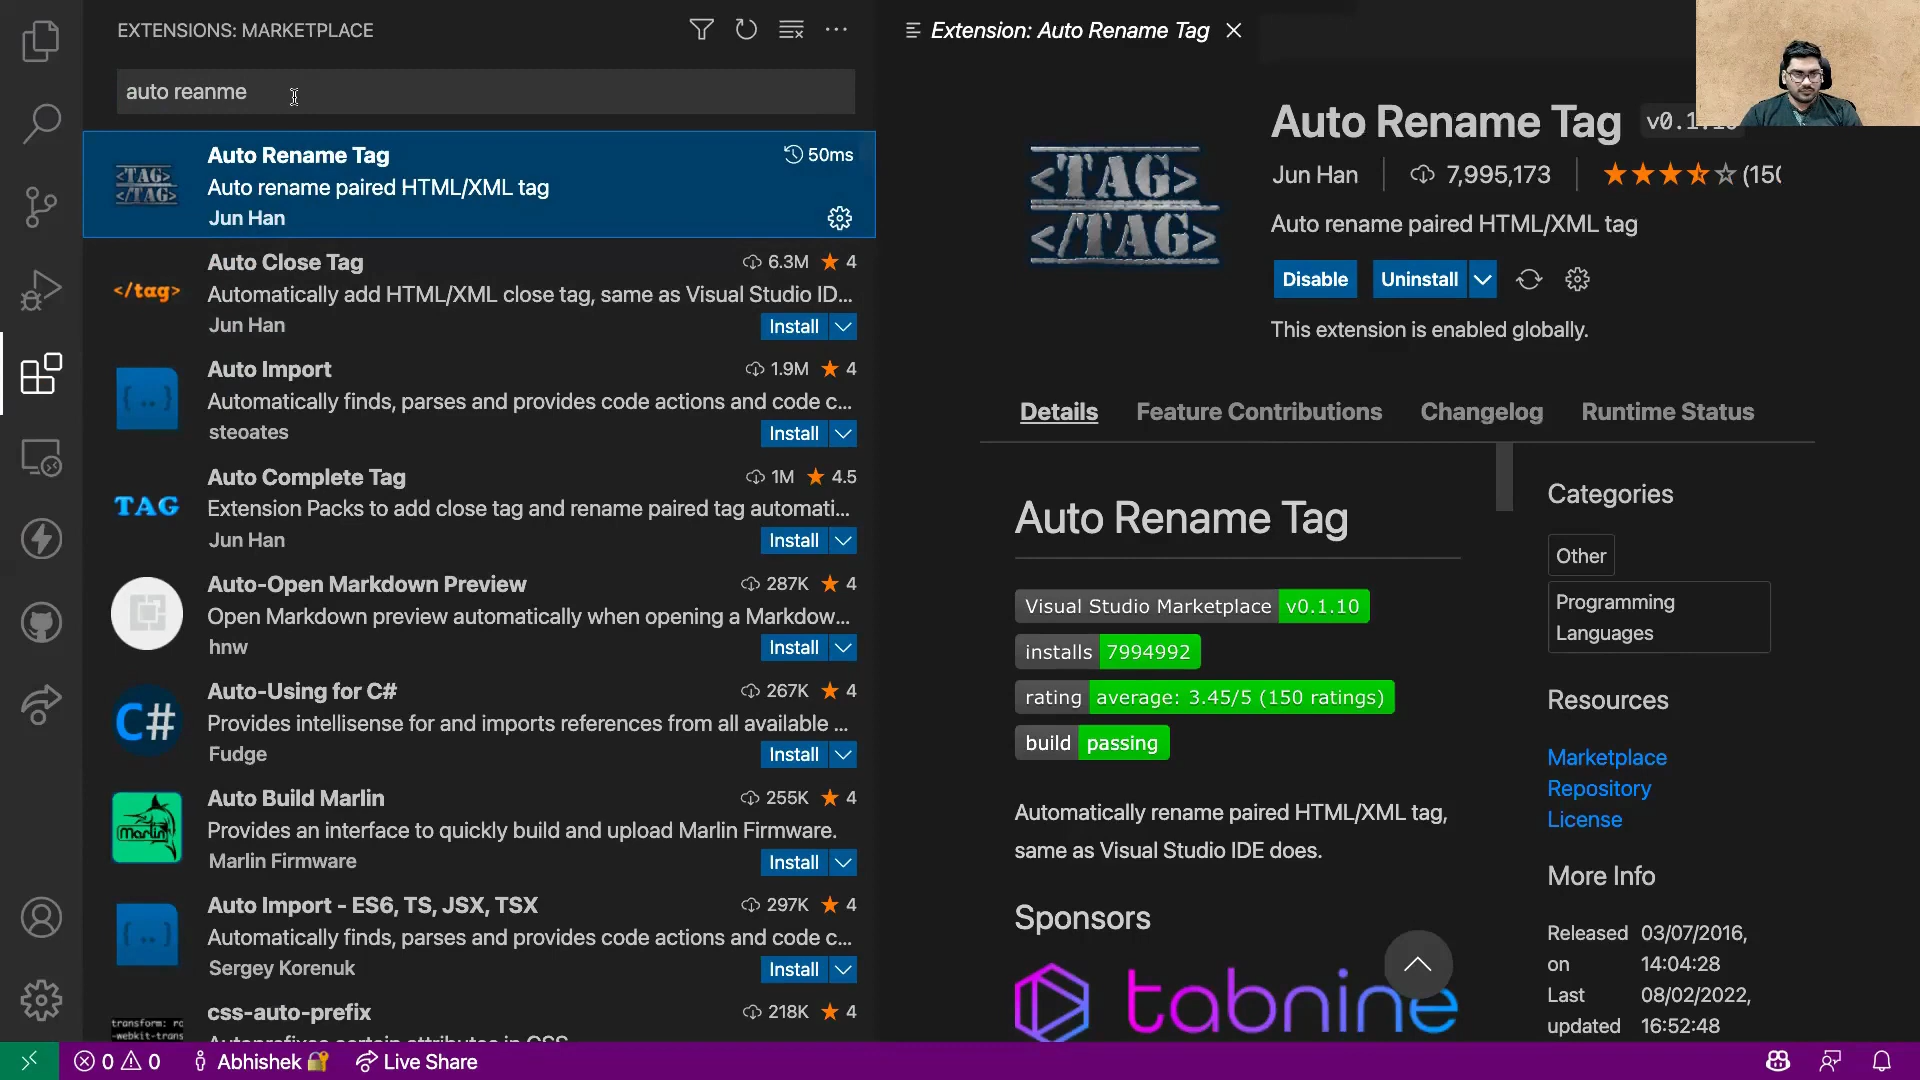 EXTENSIONS: MARKETPLACE
auto reanme
<TAG>
</TAG>
Auto Rename Tag
50ms
Auto rename paired HTML/XML tag
Jun Han
</tag>
Auto Close Tag
6.3M ★ 4
Automatically add HTML/XML close tag, same as Visual Studio ID...
Jun Han
Install
{..}
Auto Import
1.9M ★ 4
Automatically finds, parses and provides code actions and code c...
steoates
Install
TAG
Auto Complete Tag
1M ★ 4.5
Extension Packs to add close tag and rename paired tag automati...
Jun Han
Install
Auto-Open Markdown Preview
287K ★ 4
Open Markdown preview automatically when opening a Markdow...
hnw
Install
C#
Auto-Using for C#
267K ★ 4
Provides intellisense for and imports references from all available ...
Fudge
Install
marlin
Auto Build Marlin
255K ★ 4
Provides an interface to quickly build and upload Marlin Firmware.
Marlin Firmware
Install
{..}
Auto Import - ES6, TS, JSX, TSX
297K ★ 4
Automatically finds, parses and provides code actions and code c...
Sergey Korenuk
Install
transform: ro
-webkit-trans
css-auto-prefix
218K ★ 4
Extension: Auto Rename Tag
<TAG>
</TAG>
Auto Rename Tag
Jun Han
7,995,173
(150
Auto rename paired HTML/XML tag
Disable
Uninstall
This extension is enabled globally.
Details Feature Contributions Changelog Runtime Status
Auto Rename Tag
Visual Studio Marketplace v0.1.10
installs 7994992
rating average: 3.45/5 (150 ratings)
build passing
Automatically rename paired HTML/XML tag,
same as Visual Studio IDE does.
Sponsors
tabnine
Categories
Other
Programming
Languages
Resources
Marketplace
Repository
License
More Info
Released 03/07/2016,
on 14:04:28
Last 08/02/2022,
updated 16:52:48
0 0
Abhishek
Live Share